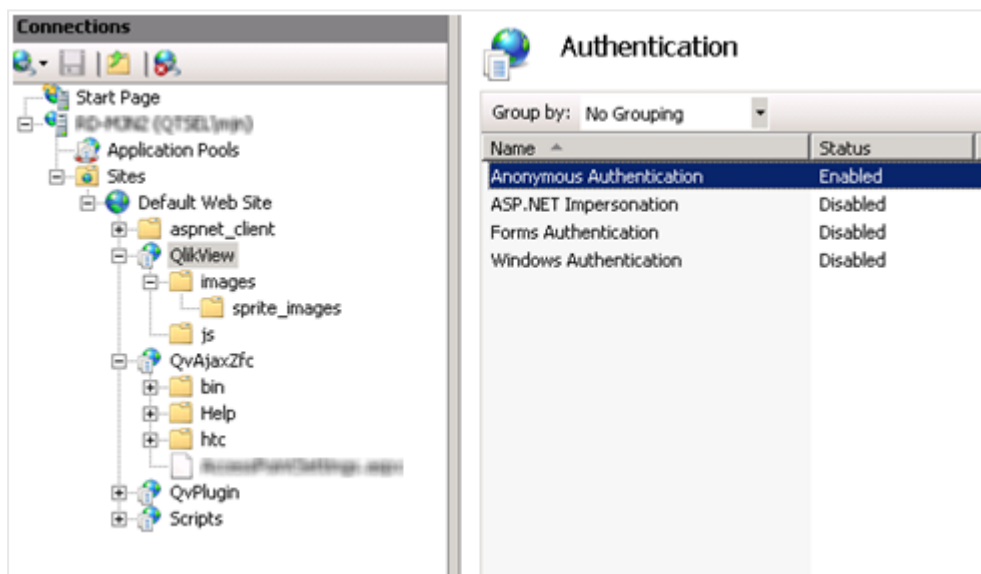 Connections
Start Page
Application Pools
Sites
Default Web Site
aspnet_client
QlikView
images
sprite_images
js
QvAjaxZfc
bin
Help
htc
QvPlugin
Scripts
Authentication
Group by: No Grouping
Name Status
Anonymous Authentication Enabled
ASP.NET Impersonation Disabled
Forms Authentication Disabled
Windows Authentication Disabled